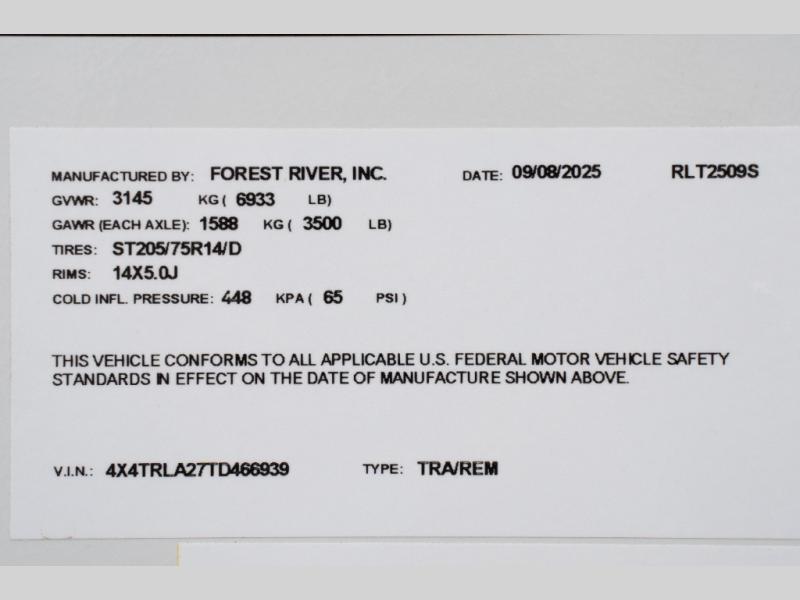 MANUFACTURED BY: FOREST RIVER, INC. DATE: 09/08/2025 RLT2509S
GVWR: 3145 KG ( 6933 LB)
GAWR (EACH AXLE): 1588 KG ( 3500 LB)
TIRES: ST205/75R14/D
RIMS: 14X5.0J
COLD INFL. PRESSURE: 448 KPA ( 65 PSI )
THIS VEHICLE CONFORMS TO ALL APPLICABLE U.S. FEDERAL MOTOR VEHICLE SAFETY
STANDARDS IN EFFECT ON THE DATE OF MANUFACTURE SHOWN ABOVE.
V.I.N.: 4X4TRLA27TD466939 TYPE: TRA/REM